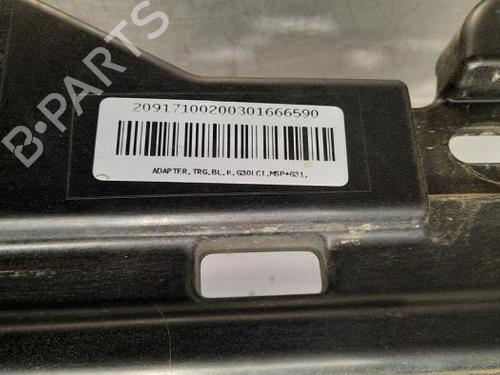 20917100200301666590
ADAPTER,TRG,BL,H,G30LCI,MSP+G31,
B-PARTS